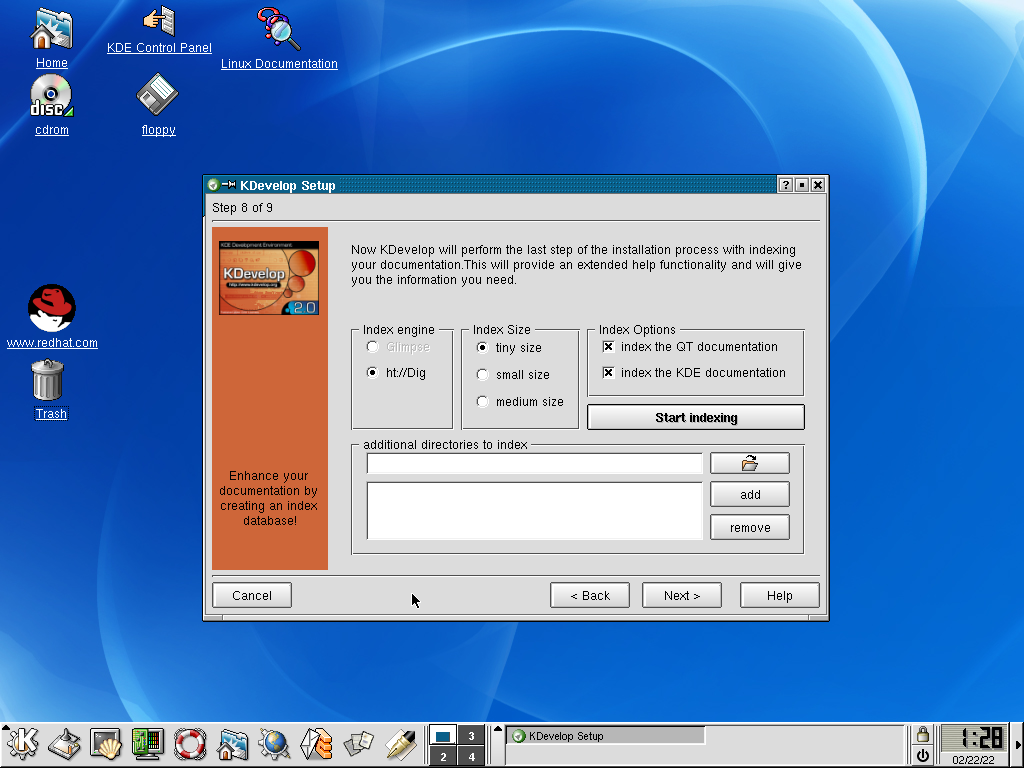 Home
KDE Control Panel
Linux Documentation
disc
cdrom
floppy
www.redhat.com
Trash
KDevelop Setup
Step 8 of 9
KDE Development Environment
KDevelop
http://www.kdevelop.org
2.0
Enhance your
documentation by
creating an index
database!
Now KDevelop will perform the last step of the installation process with indexing
your documentation.This will provide an extended help functionality and will give
you the information you need.
Index engine
Glimpse
ht://Dig
Index Size
tiny size
small size
medium size
Index Options
index the QT documentation
index the KDE documentation
Start indexing
additional directories to index
add
remove
Cancel
< Back
Next >
Help
3
2
4
KDevelop Setup
1:28
02/22/22